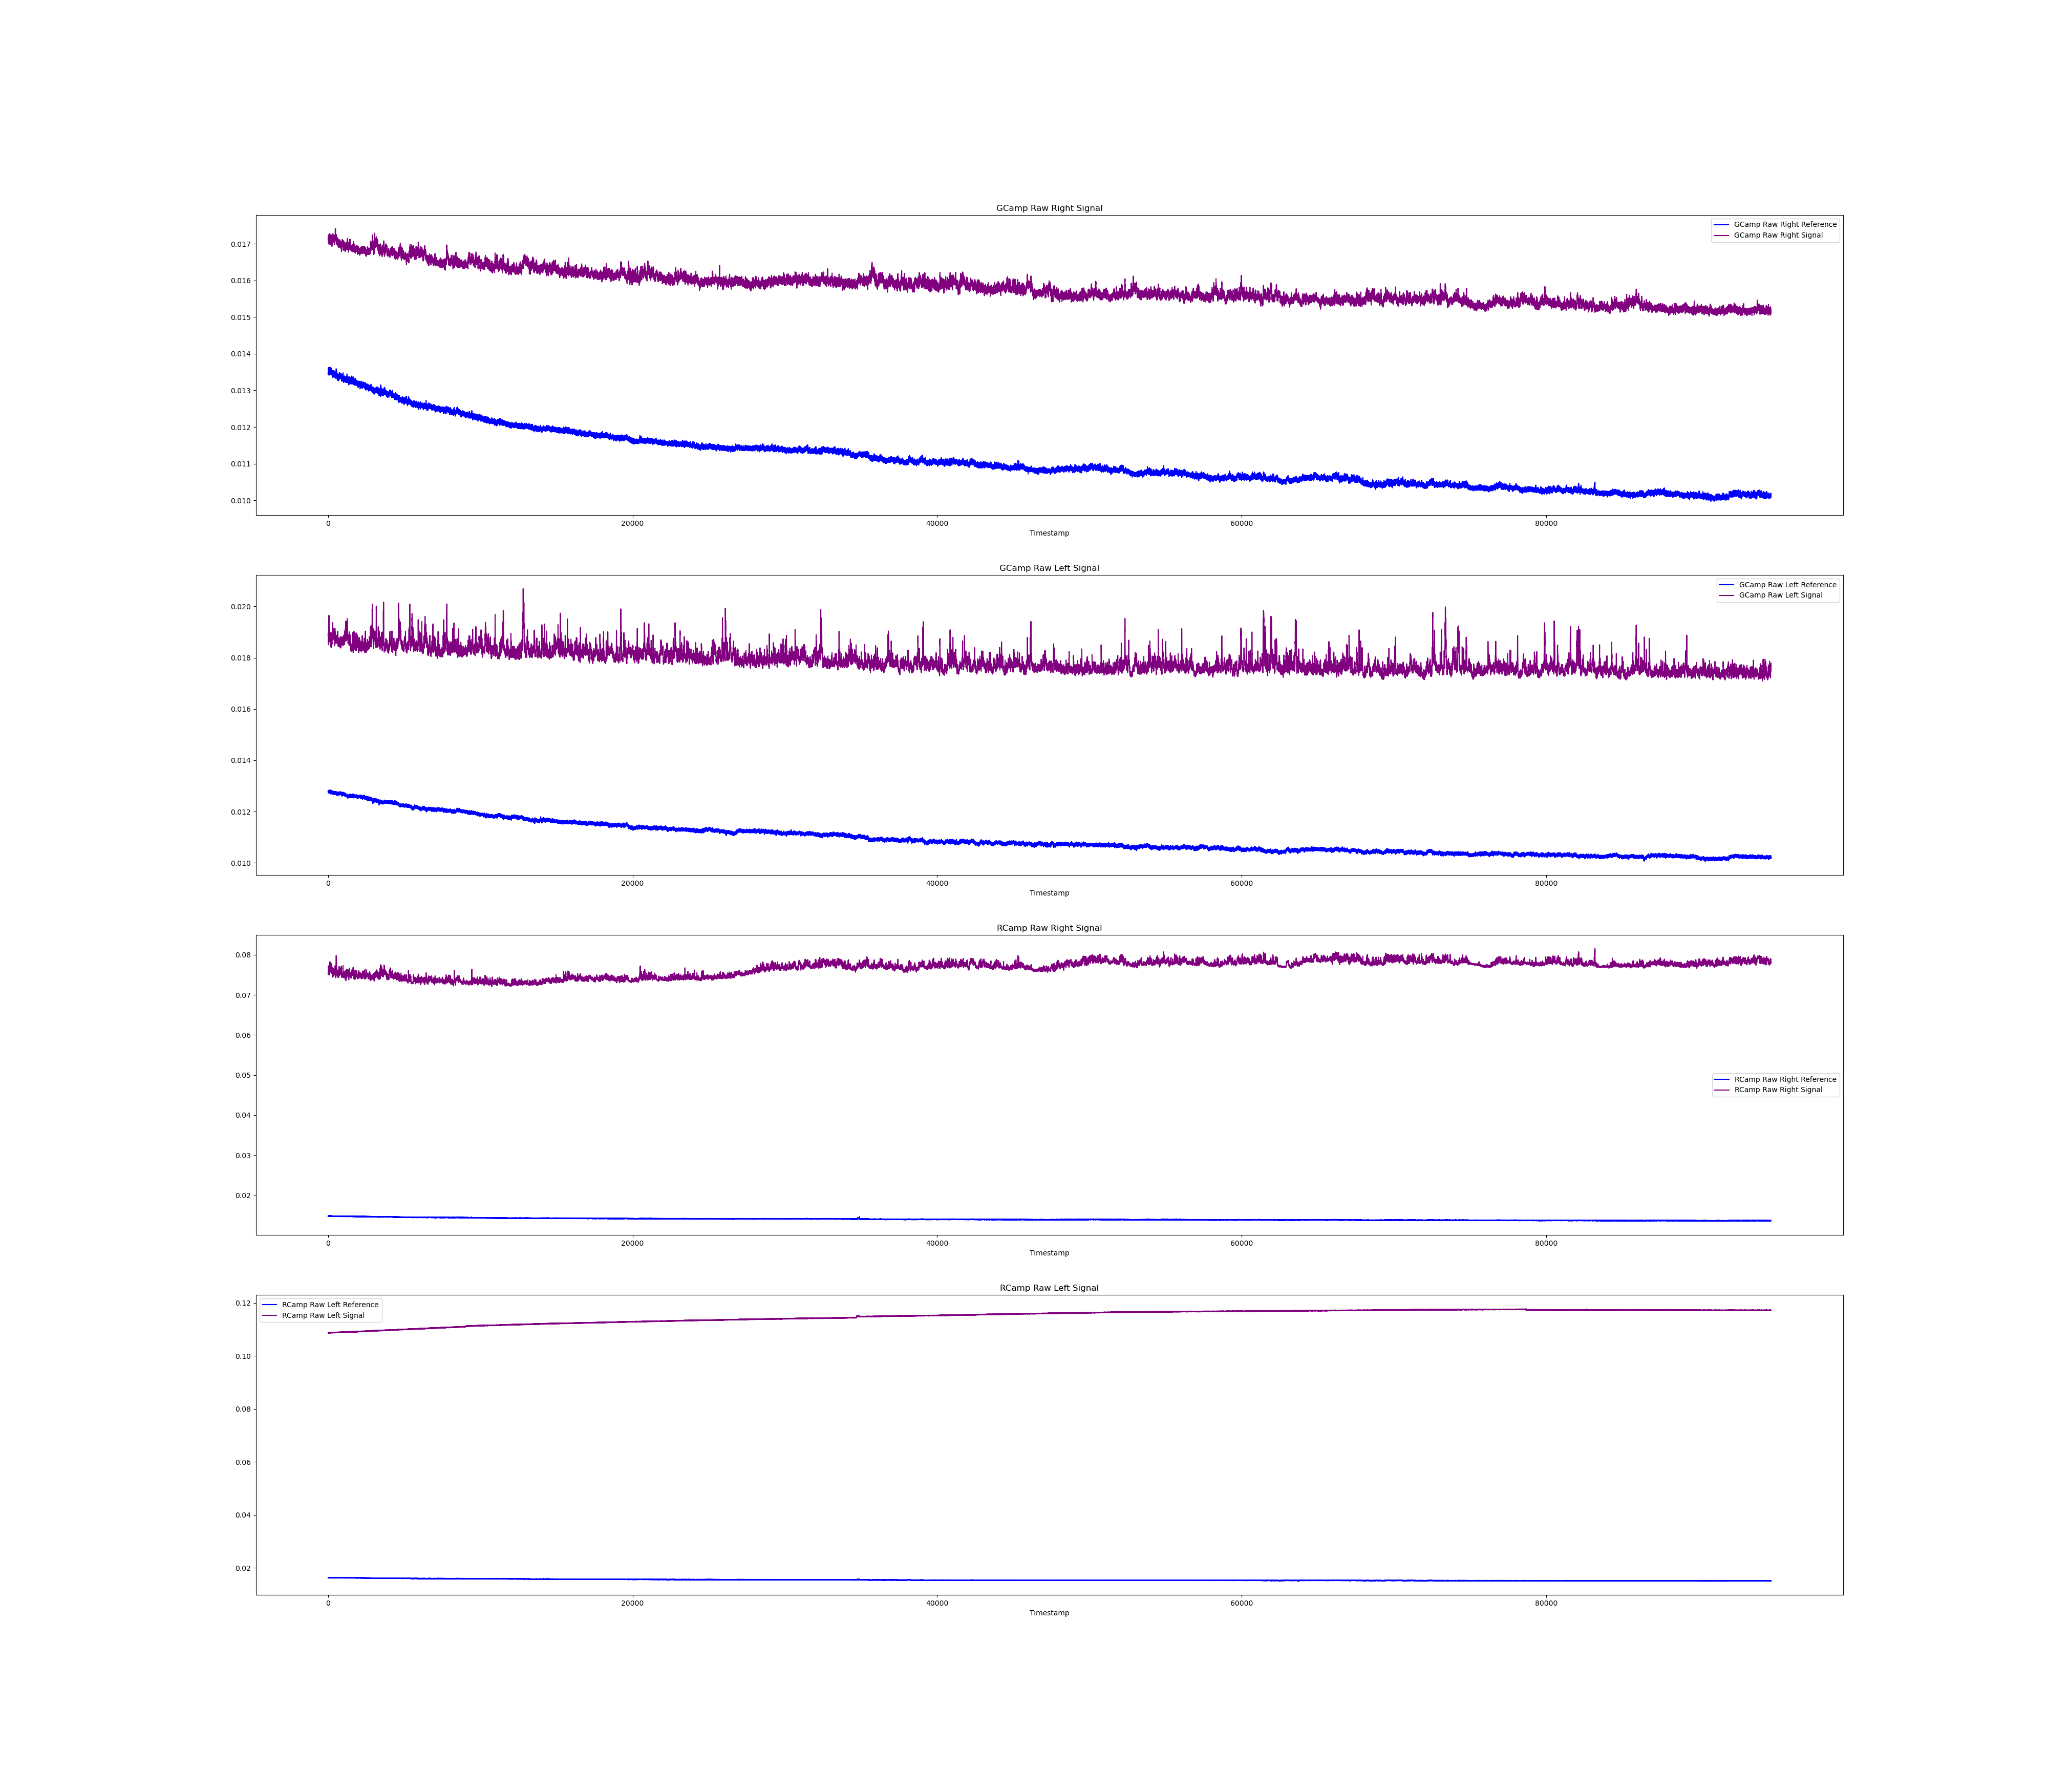 GCamp Raw Right Signal
GCamp Raw Right Reference
GCamp Raw Right Signal
0.017
0.016
0.015
0.014
0.013
0.012
0.011
0.010
0 20000 40000 60000 80000
Timestamp
GCamp Raw Left Signal
GCamp Raw Left Reference
GCamp Raw Left Signal
0.020
0.018
0.016
0.014
0.012
0.010
0 20000 40000 60000 80000
Timestamp
RCamp Raw Right Signal
0.08
0.07
0.06
0.05
RCamp Raw Right Reference
RCamp Raw Right Signal
0.04
0.03
0.02
0 20000 40000 60000 80000
Timestamp
RCamp Raw Left Signal
RCamp Raw Left Reference
RCamp Raw Left Signal
0.12
0.10
0.08
0.06
0.04
0.02
0 20000 40000 60000 80000
Timestamp